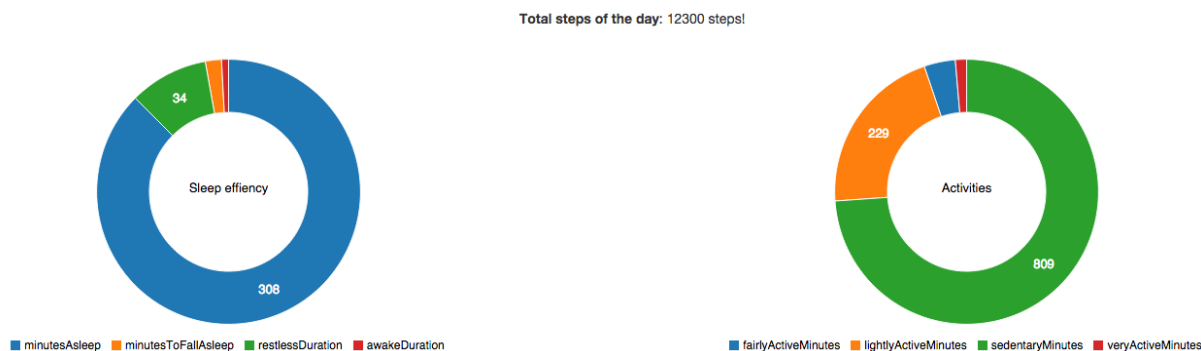 Total steps of the day: 12300 steps!
34
Sleep effiency
308
minutesAsleep minutesToFallAsleep restlessDuration awakeDuration
229
Activities
809
fairlyActiveMinutes lightlyActiveMinutes sedentaryMinutes veryActiveMinutes